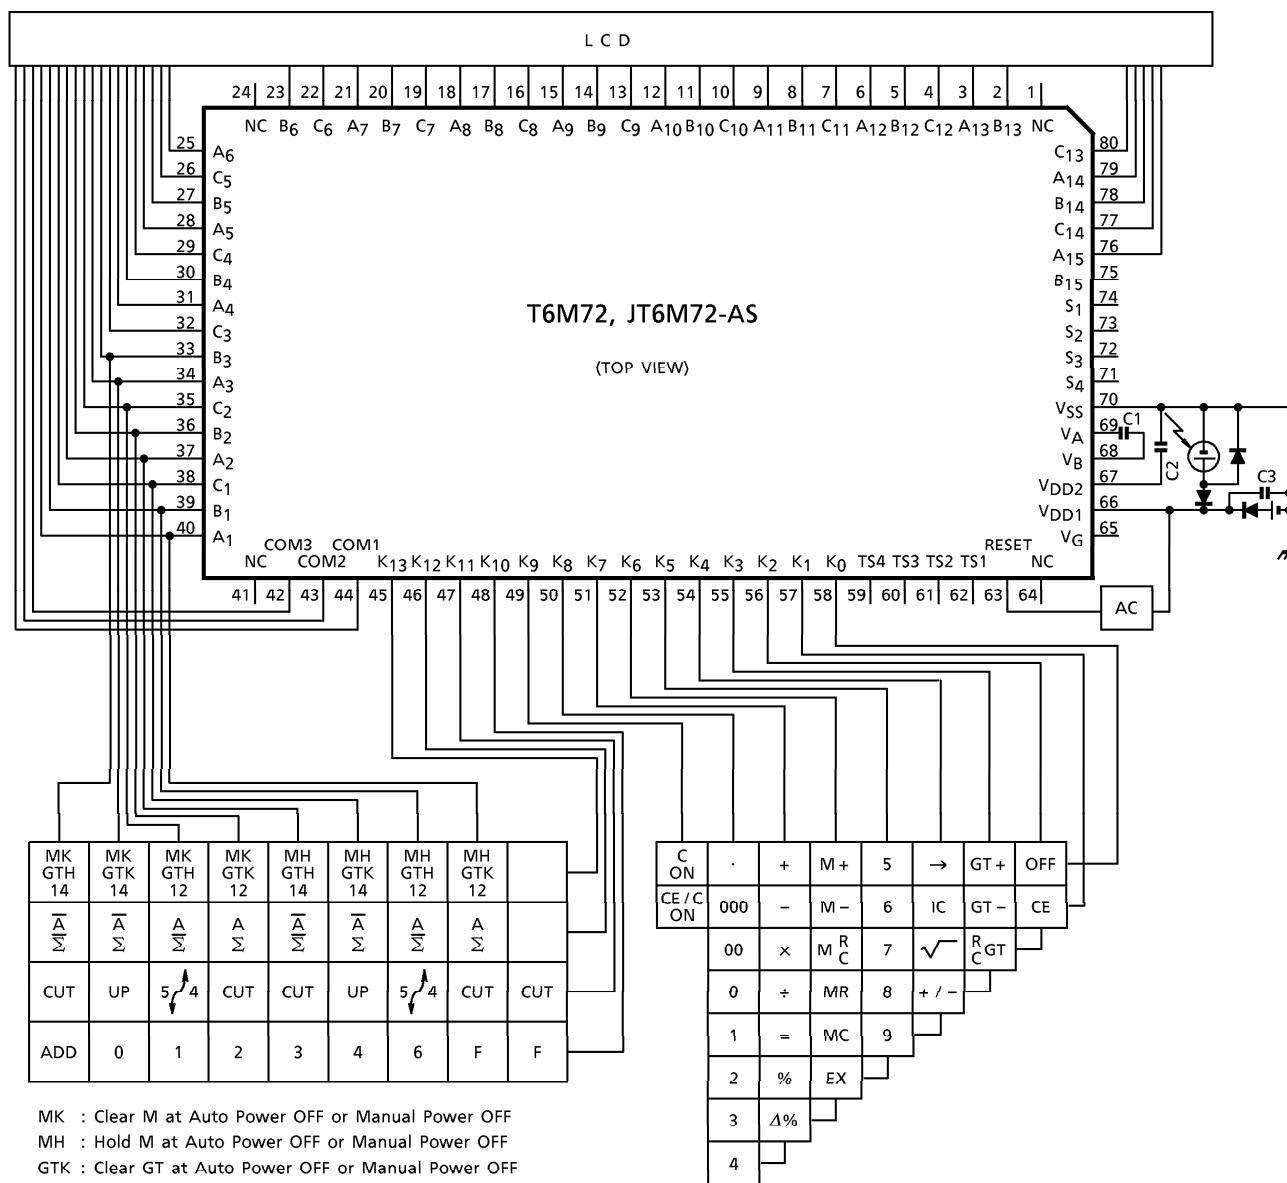 LCD
24 23 22 21 20 19 18 17 16 15 14 13 12 11 10 9 8 7 6 5 4 3 2 1
NC B6 C6 A7 B7 C7 A8 B8 C8 A9 B9 C9 A10 B10 C10 A11 B11 C11 A12 B12 C12 A13 B13 NC
25 A6 C13 80
26 C5 A14 79
27 B5 B14 78
28 A5 C14 77
29 C4 A15 76
30 B4 B15 75
31 A4 S1 74
T6M72, JT6M72-AS
32 C3 S2 73
33 B3 S3 72
(TOP VIEW)
34 A3 S4 71
35 C2 VSS 70
36 B2 VA 69 C1
37 A2 VB 68 C2
38 C1 VDD2 67 C3
39 B1 VDD1 66
40 A1 VG 65
COM3 COM1 RESET
NC COM2 K13 K12 K11 K10 K9 K8 K7 K6 K5 K4 K3 K2 K1 K0 TS4 TS3 TS2 TS1 NC
41 42 43 44 45 46 47 48 49 50 51 52 53 54 55 56 57 58 59 60 61 62 63 64
AC
MK MK MK MK MH MH MH MH
GTH GTK GTH GTK GTH GTK GTH GTK
14 14 12 12 14 14 12 12
A̅ A̅ A A A̅ A̅ A A
Σ̅ Σ Σ̅ Σ Σ̅ Σ Σ̅ Σ
CUT UP 5 4 CUT CUT UP 5 4 CUT CUT
ADD 0 1 2 3 4 6 F F
C ON · + M+ 5 → GT+ OFF
CE/C ON 000 − M− 6 IC GT− CE
00 × M R C 7 √ R C GT
0 ÷ MR 8 +/−
1 = MC 9
2 % EX
3 Δ%
4
MK : Clear M at Auto Power OFF or Manual Power OFF
MH : Hold M at Auto Power OFF or Manual Power OFF
GTK : Clear GT at Auto Power OFF or Manual Power OFF